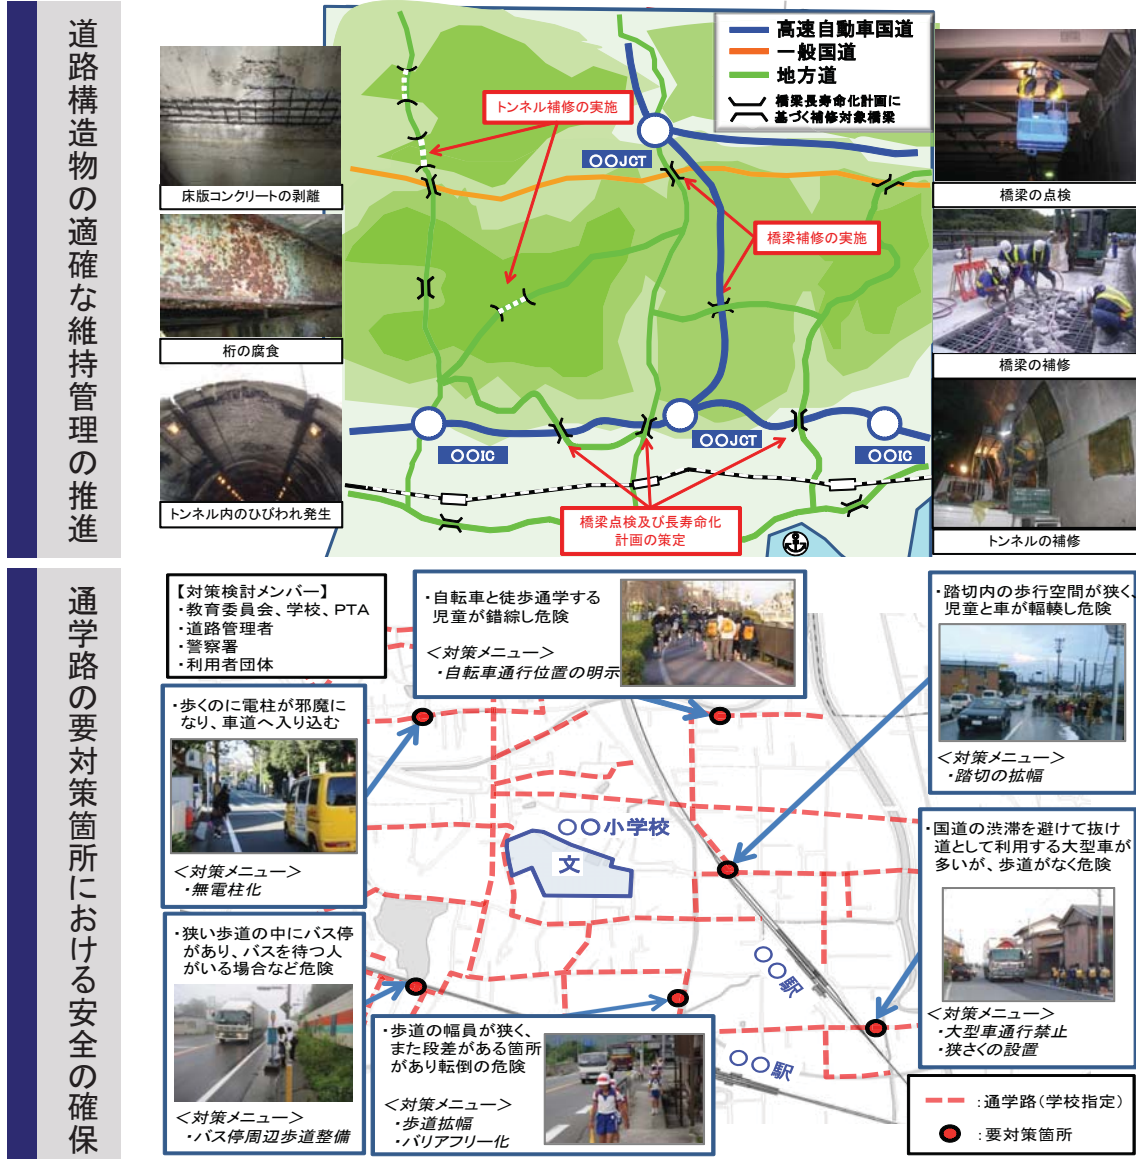 道路構造物の適確な維持管理の推進
床版コンクリートの剥離
桁の腐食
トンネル内のひびわれ発生
高速自動車国道
一般国道
地方道
橋梁長寿命化計画に
基づく補修対象橋梁
トンネル補修の実施
〇〇JCT
橋梁補修の実施
〇〇IC
〇〇JCT
〇〇IC
橋梁点検及び長寿命化
計画の策定
橋梁の点検
橋梁の補修
トンネルの補修
通学路の要対策箇所における安全の確保
【対策検討メンバー】
・教育委員会、学校、PTA
・道路管理者
・警察署
・利用者団体
・自転車と徒歩通学する
児童が錯綜し危険
＜対策メニュー＞
・自転車通行位置の明示
・踏切内の歩行空間が狭く、
児童と車が輻輳し危険
＜対策メニュー＞
・踏切の拡幅
・歩くのに電柱が邪魔に
なり、車道へ入り込む
＜対策メニュー＞
・無電柱化
〇〇小学校
文
・国道の渋滞を避けて抜け
道として利用する大型車が
多いが、歩道がなく危険
＜対策メニュー＞
・大型車通行禁止
・狭さくの設置
・狭い歩道の中にバス停
があり、バスを待つ人
がいる場合など危険
＜対策メニュー＞
・バス停周辺歩道整備
・歩道の幅員が狭く、
また段差がある箇所
があり転倒の危険
＜対策メニュー＞
・歩道拡幅
・バリアフリー化
〇〇駅
〇〇駅
：通学路（学校指定）
：要対策箇所